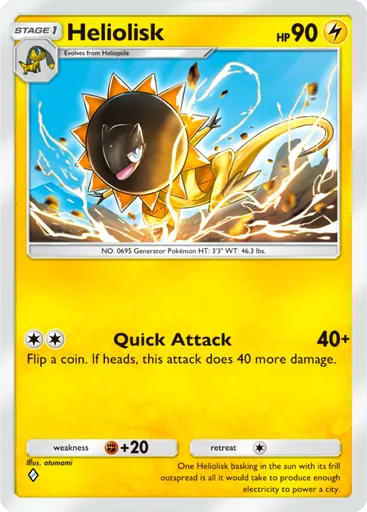 STAGE 1
Heliolisk
HP 90
Evolves from Helioptile
NO. 0695 Generator Pokémon HT: 3'3" WT: 46.3 lbs.
Quick Attack 40+
Flip a coin. If heads, this attack does 40 more damage.
weakness +20 retreat
Illus. otumami
One Heliolisk basking in the sun with its frill
outspread is all it would take to produce enough
electricity to power a city.